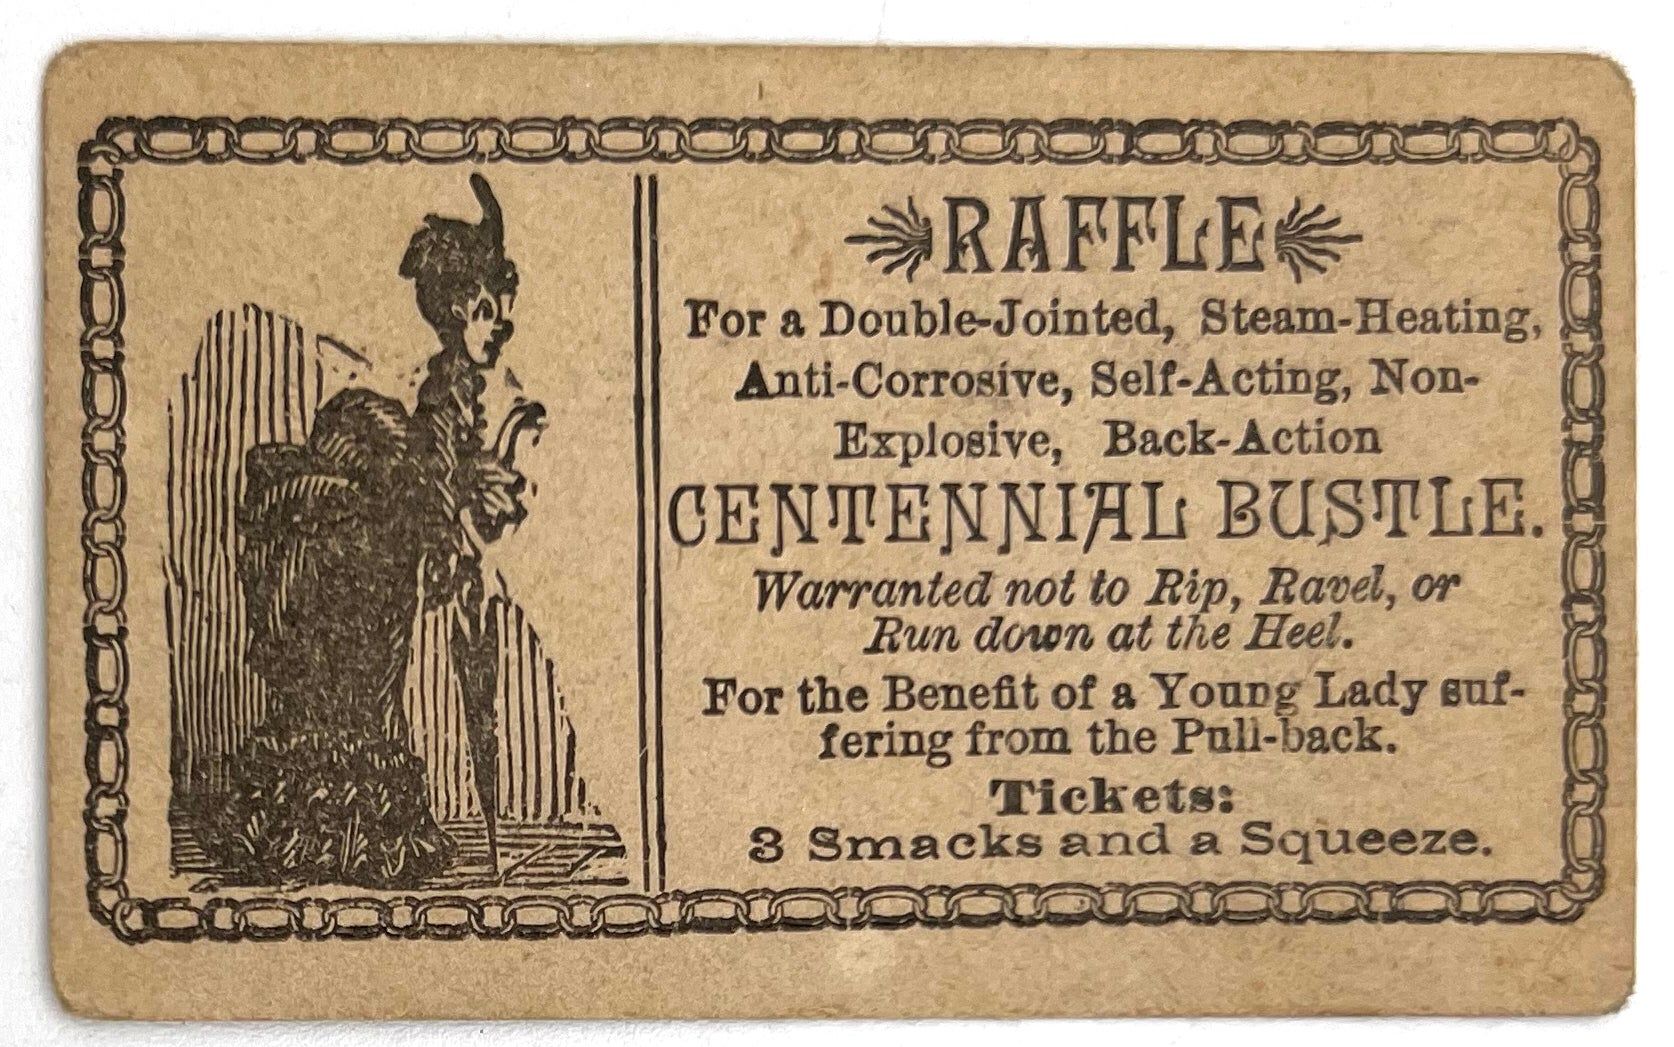 RAFFLE
For a Double-Jointed, Steam-Heating,
Anti-Corrosive, Self-Acting, Non-
Explosive, Back-Action
CENTENNIAL BUSTLE.
Warranted not to Rip, Ravel, or
Run down at the Heel.
For the Benefit of a Young Lady suf-
fering from the Pull-back.
Tickets:
3 Smacks and a Squeeze.